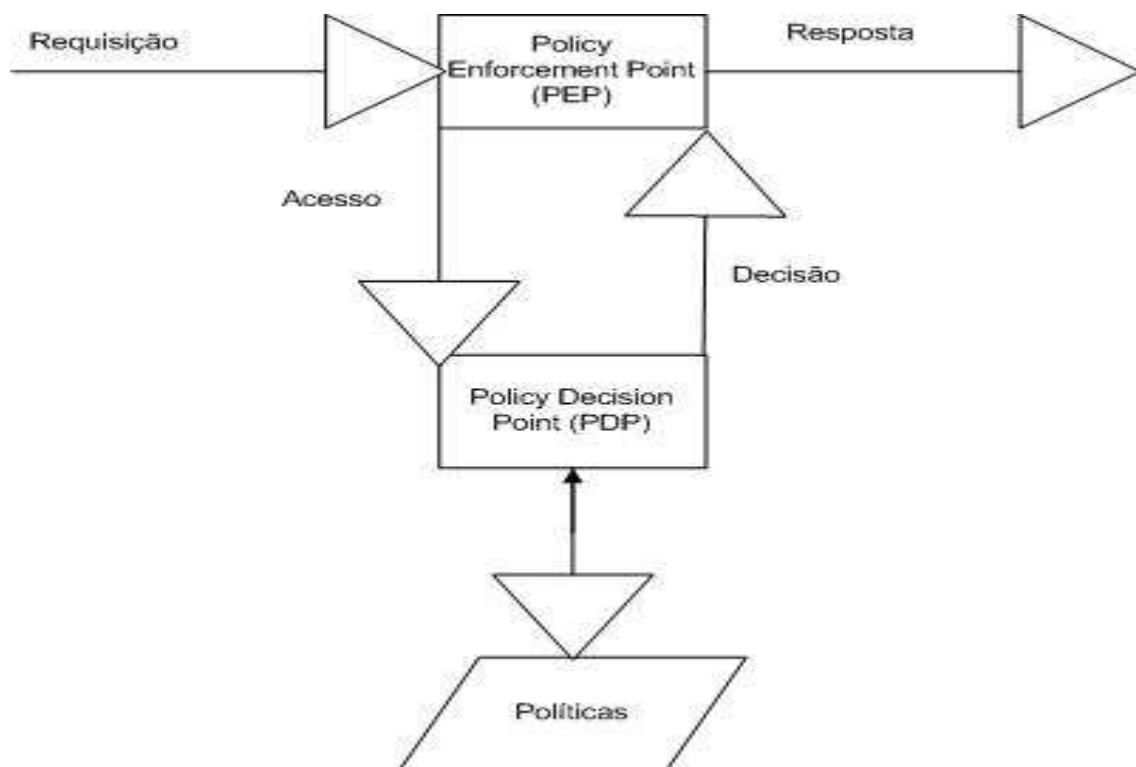 Requisição
Policy
Enforcement Point
(PEP)
Resposta
Acesso
Decisão
Policy Decision
Point (PDP)
Políticas